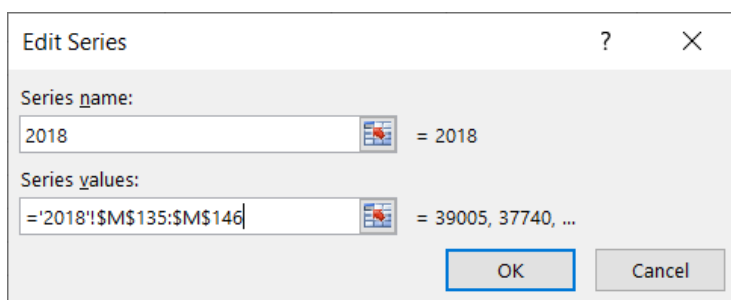 Edit Series ?
Series name:
2018 = 2018
Series values:
='2018'!$M$135:$M$146 = 39005, 37740, ...
OK Cancel